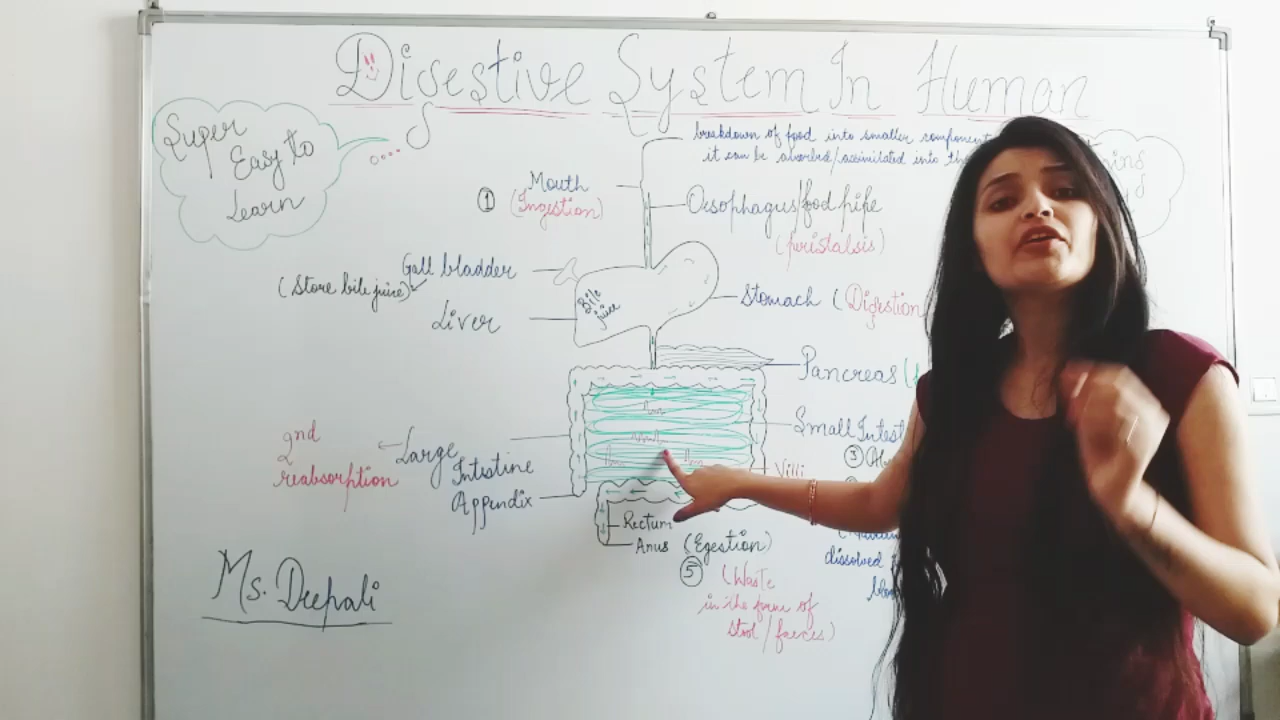 Digestive System In Human
Super
Easy to
Learn
breakdown of food into smaller component
it can be absorbed/assimilated into the
Mouth
① (Ingestion)
Oesophagus/food pipe
(peristalsis)
Gall bladder
(Store bile juice)
Liver
Bile
juice
Stomach (Digestion
Pancreas
Small Intest
③
Villi
2nd
reabsorption
Large
Intestine
Appendix
Rectum
Anus (Egestion)
⑤ (Waste
in the form of
stool/faeces)
dissolved
Ms. Deepali